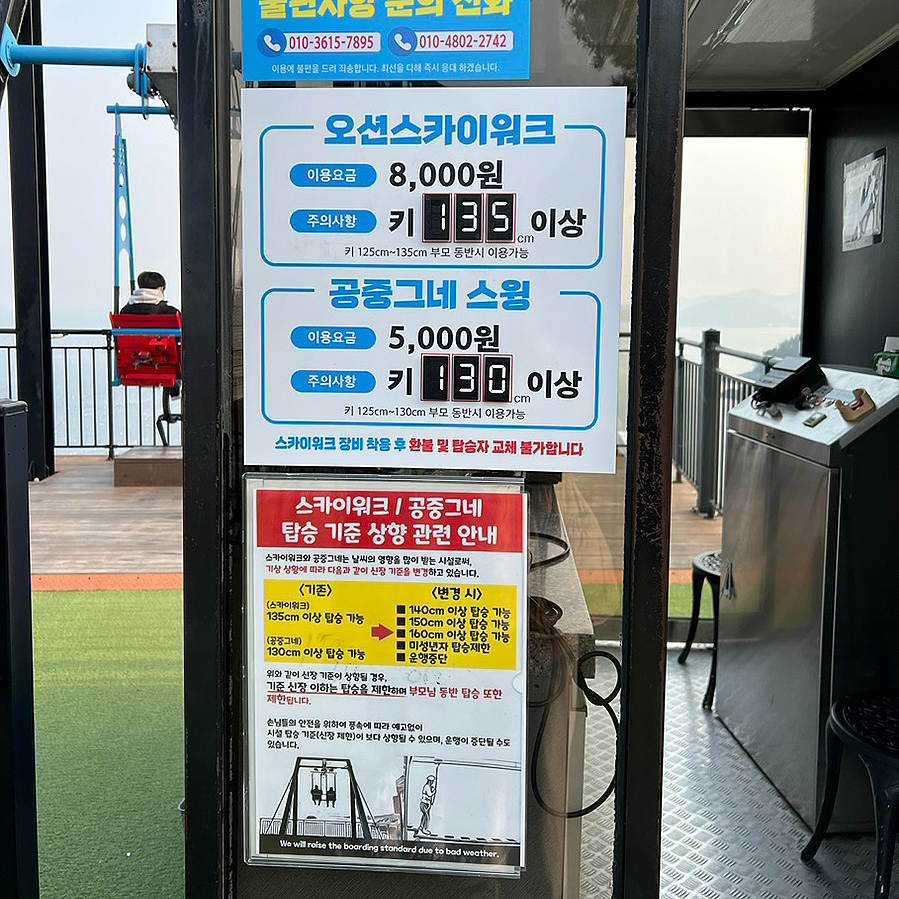 불편사항 문의 전화
010-3615-7895 010-4802-2742
이용에 불편을 드려 죄송합니다. 최선을 다해 즉시 응대 하겠습니다.
오션스카이워크
이용요금 8,000원
주의사항 키 135cm 이상
키 125cm~135cm 부모 동반시 이용가능
공중그네 스윙
이용요금 5,000원
주의사항 키 130cm 이상
키 125cm~130cm 부모 동반시 이용가능
스카이워크 장비 착용 후 환불 및 탑승자 교체 불가합니다
스카이워크 / 공중그네
탑승 기준 상향 관련 안내
스카이워크와 공중그네는 날씨의 영향을 많이 받는 시설로써,
기상 상황에 따라 다음과 같이 신장 기준을 변경하고 있습니다.
<기존> <변경 시>
(스카이워크)
135cm 이상 탑승 가능
(공중그네)
130cm 이상 탑승 가능
■ 140cm 이상 탑승 가능
■ 150cm 이상 탑승 가능
■ 160cm 이상 탑승 가능
■ 미성년자 탑승제한
■ 운행중단
위와 같이 신장 기준이 상향될 경우,
기준 신장 이하는 탑승을 제한하며 부모님 동반 탑승 또한
제한됩니다.
손님들의 안전을 위하여 풍속에 따라 예고없이
시설 탑승 기준(신장 제한)이 보다 상향될 수 있으며, 운행이 중단될 수도
있습니다.
We will raise the boarding standard due to bad weather.